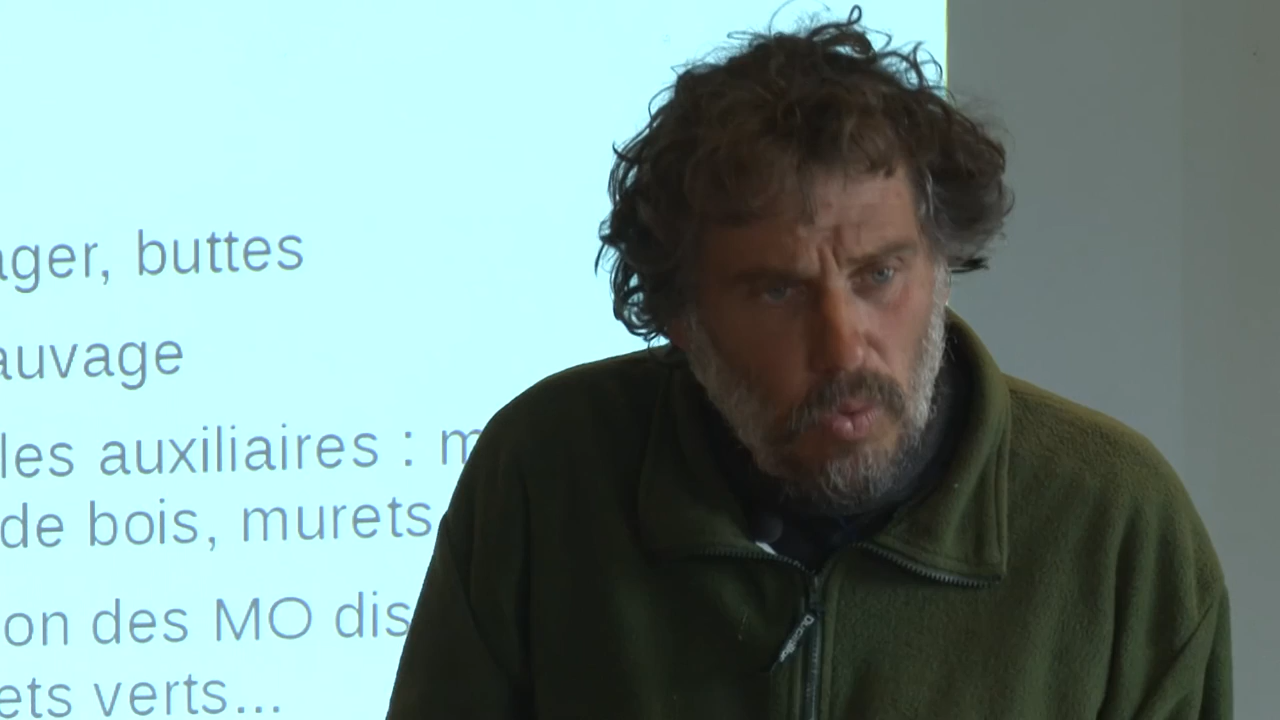 ager, buttes
auvage
les auxiliaires : m
de bois, murets
on des MO dis
ets verts...